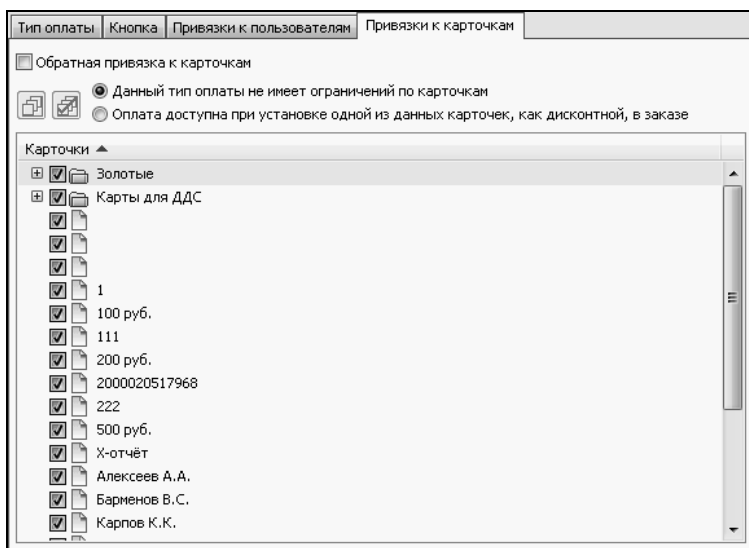 Тип оплаты Кнопка Привязки к пользователям Привязки к карточкам
Обратная привязка к карточкам
Данный тип оплаты не имеет ограничений по карточкам
Оплата доступна при установке одной из данных карточек, как дисконтной, в заказе
Карточки
Золотые
Карты для ДДС
1
100 руб.
111
200 руб.
2000020517968
222
500 руб.
X-отчёт
Алексеев А.А.
Барменов В.С.
Карпов К.К.